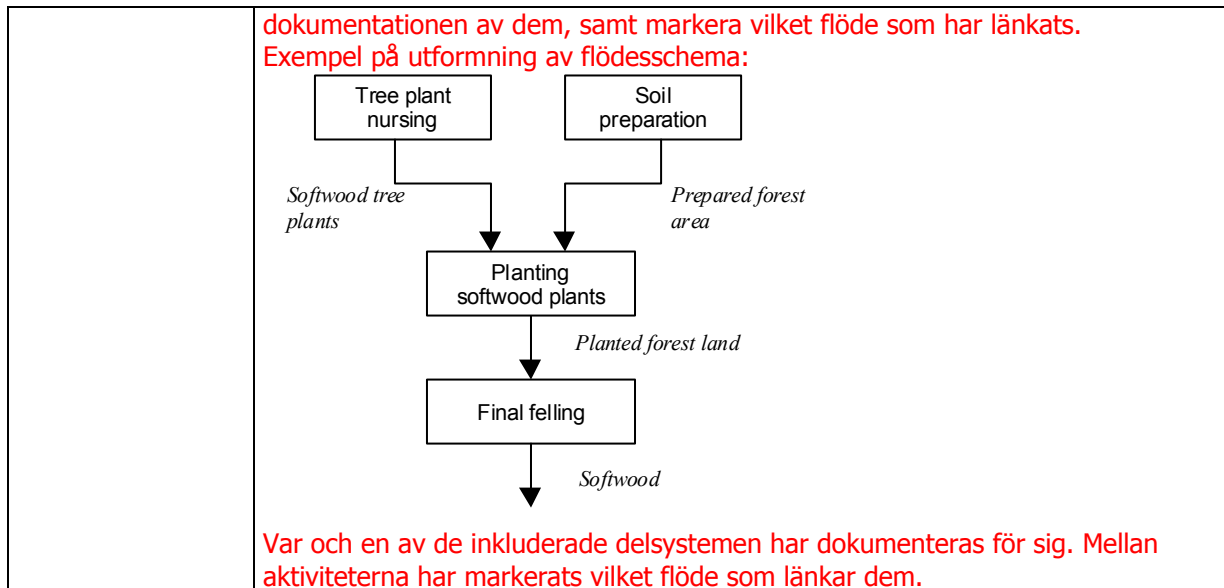 dokumentationen av dem, samt markera vilket flöde som har länkats.
Exempel på utformning av flödesschema:
Tree plant
nursing
Soil
preparation
Softwood tree
plants
Prepared forest
area
Planting
softwood plants
Planted forest land
Final felling
Softwood
Var och en av de inkluderade delsystemen har dokumenteras för sig. Mellan
aktiviteterna har markerats vilket flöde som länkar dem.